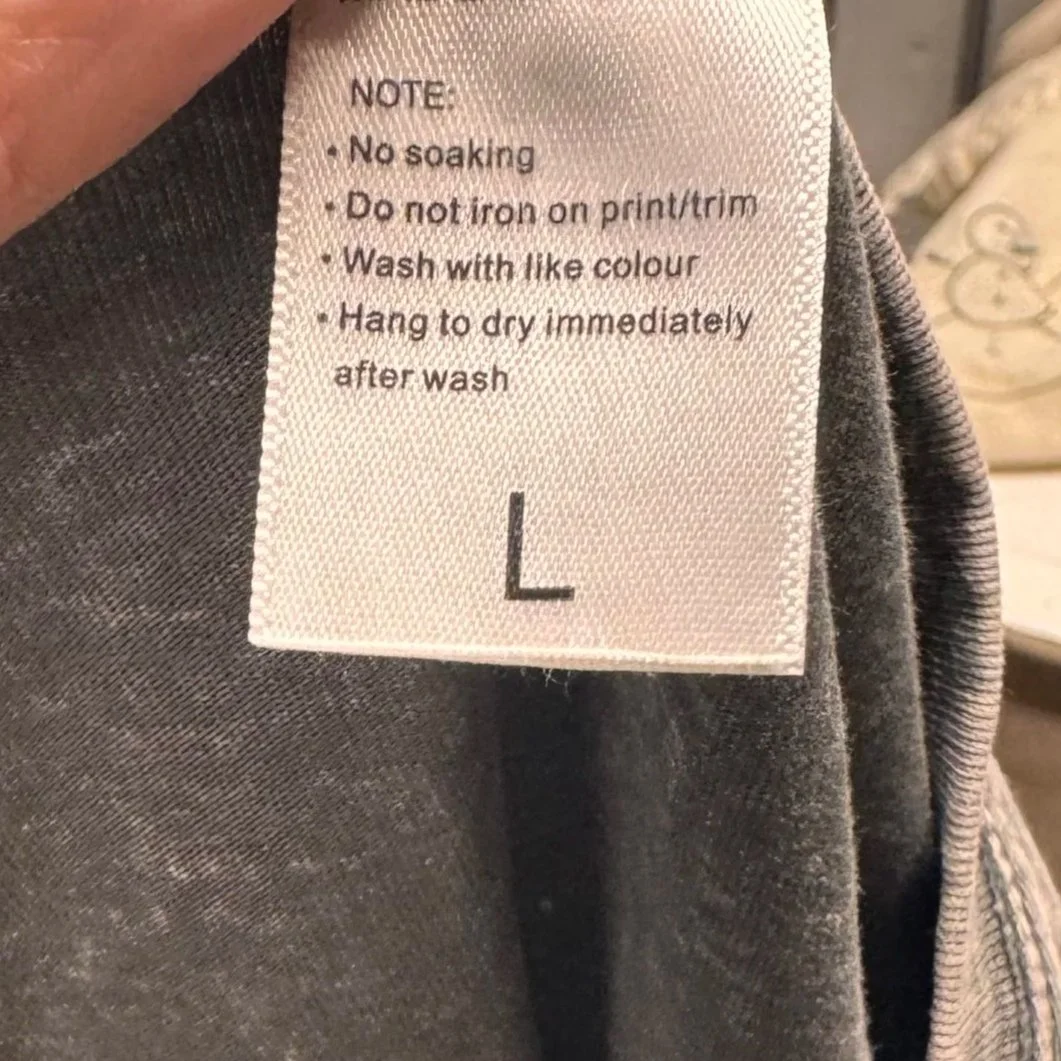 NOTE:
• No soaking
• Do not iron on print/trim
• Wash with like colour
• Hang to dry immediately
after wash
L